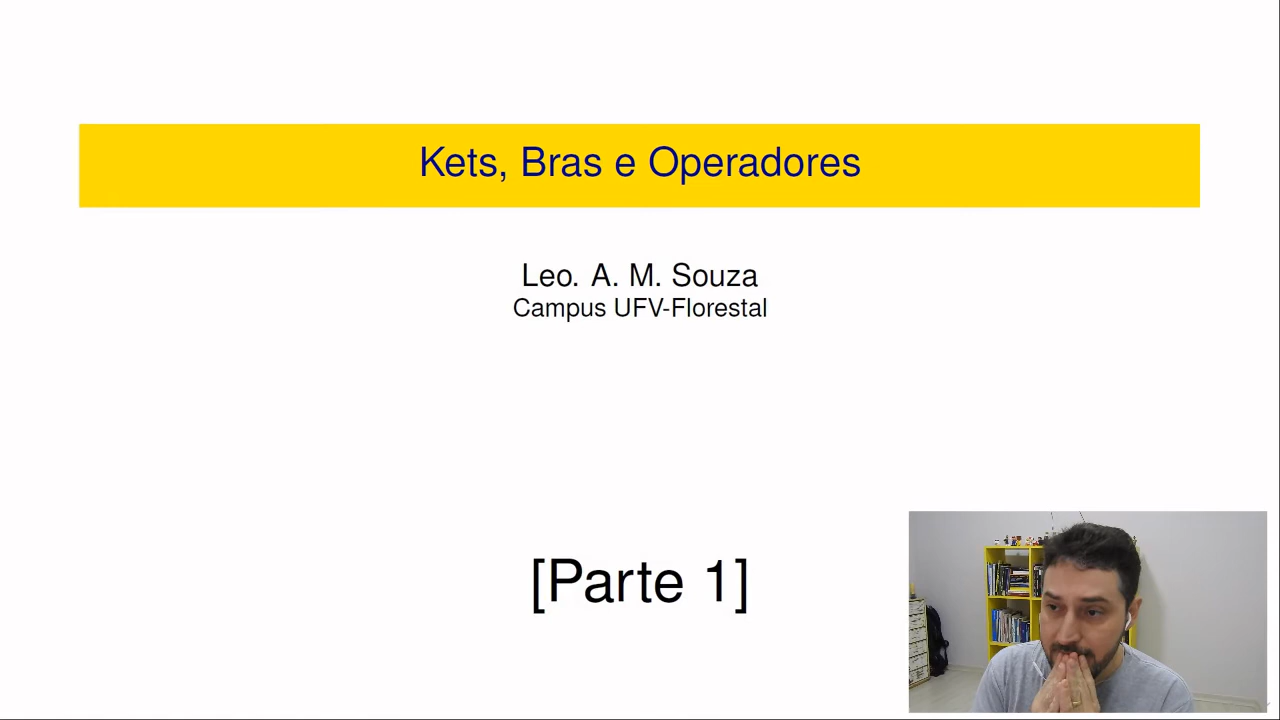 Kets, Bras e Operadores
Leo. A. M. Souza
Campus UFV-Florestal
[Parte 1]